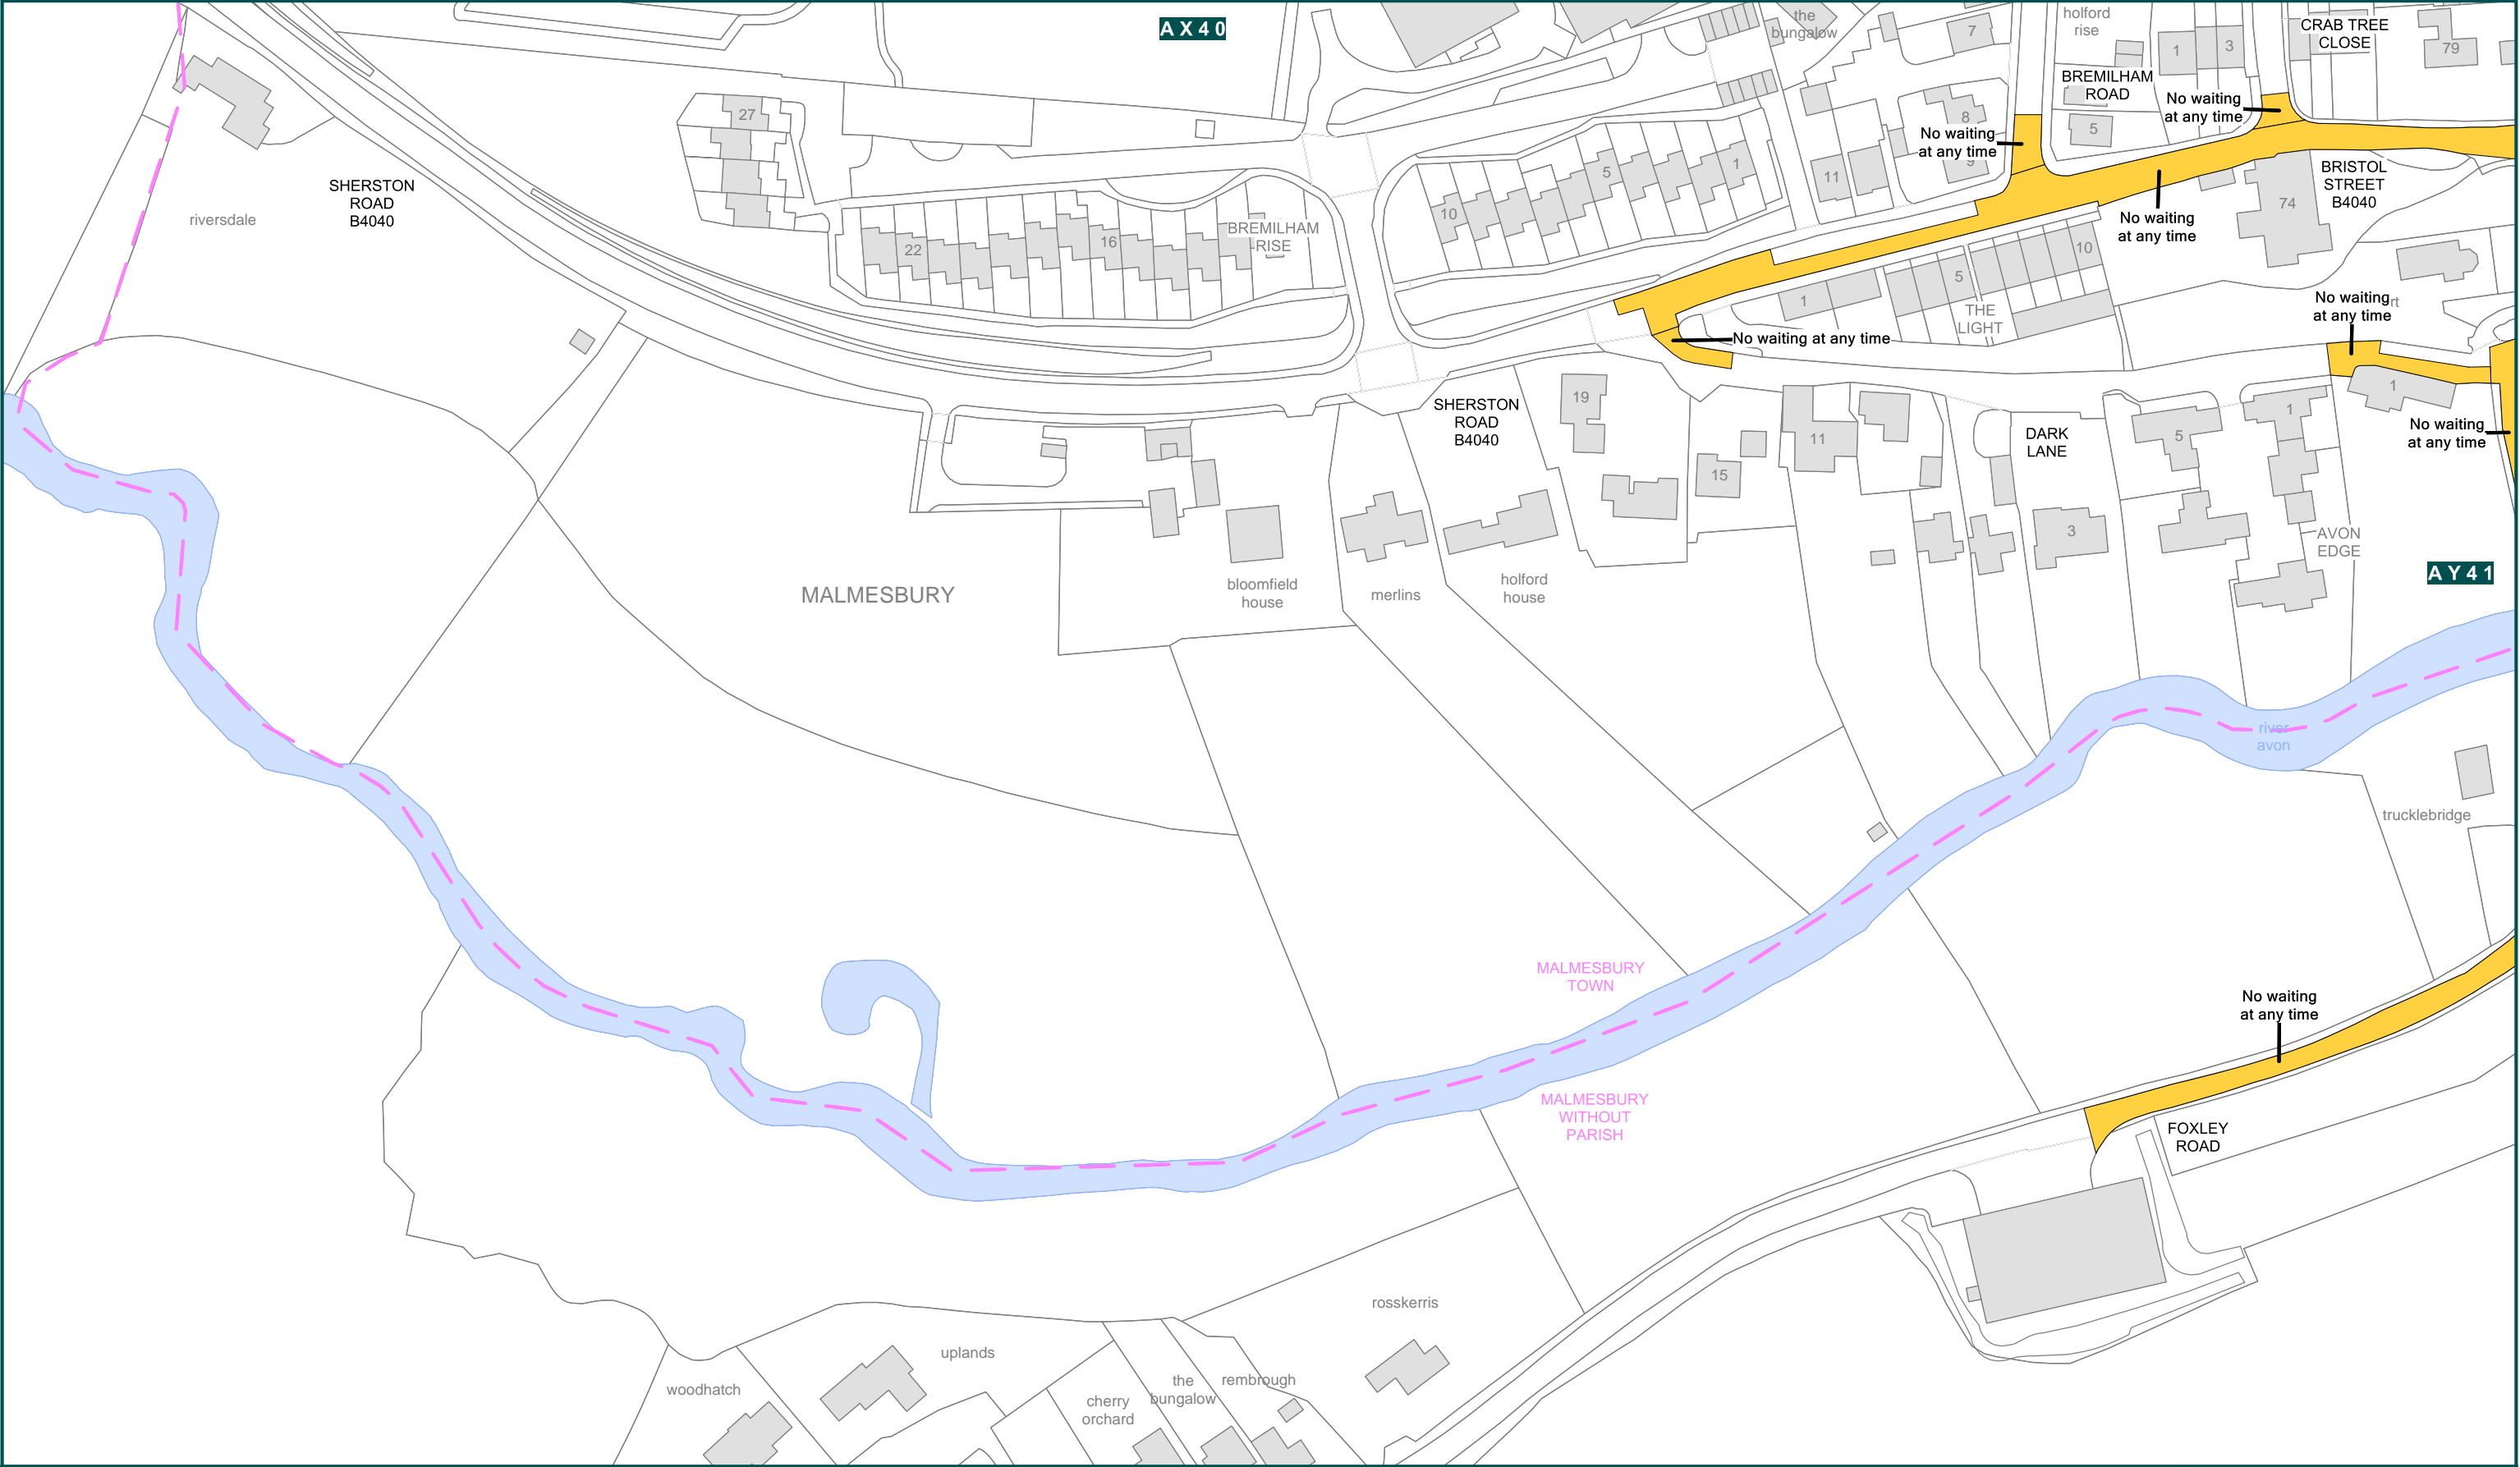 AX40
the
bungalow
7
holford
rise
1
3
CRAB TREE
CLOSE
79
BREMILHAM
ROAD
No waiting
at any time
27
8
5
No waiting
at any time
9
11
SHERSTON
ROAD
B4040
riversdale
5
1
10
BRISTOL
STREET
B4040
74
No waiting
at any time
22
16
BREMILHAM
RISE
10
5
1
THE
LIGHT
No waiting
at any time
rt
No waiting at any time
SHERSTON
ROAD
B4040
19
1
1
11
5
DARK
LANE
No waiting
at any time
15
3
AVON
EDGE
AY41
MALMESBURY
bloomfield
house
merlins
holford
house
river
avon
trucklebridge
MALMESBURY
TOWN
No waiting
at any time
MALMESBURY
WITHOUT
PARISH
FOXLEY
ROAD
rosskerris
uplands
woodhatch
cherry
orchard
the
bungalow
rembrough